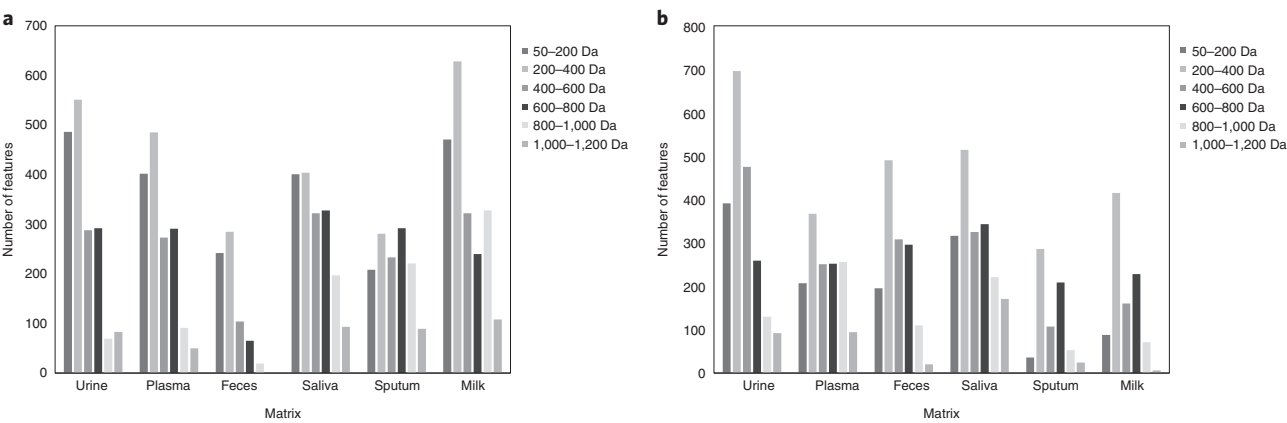 a
700
600
500
400
300
200
100
0
Number of features
Urine Plasma Feces Saliva Sputum Milk
Matrix
50–200 Da
200–400 Da
400–600 Da
600–800 Da
800–1,000 Da
1,000–1,200 Da
b
800
700
600
500
400
300
200
100
0
Number of features
Urine Plasma Feces Saliva Sputum Milk
Matrix
50–200 Da
200–400 Da
400–600 Da
600–800 Da
800–1,000 Da
1,000–1,200 Da